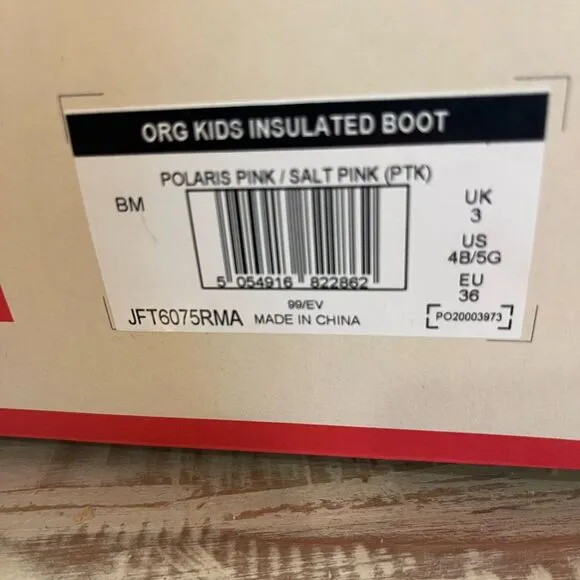 ORG KIDS INSULATED BOOT
POLARIS PINK / SALT PINK (PTK)
BM
5 054916 822862
UK
3
US
4B/5G
EU
36
99/EV
JFT6075RMA MADE IN CHINA
PO20003973